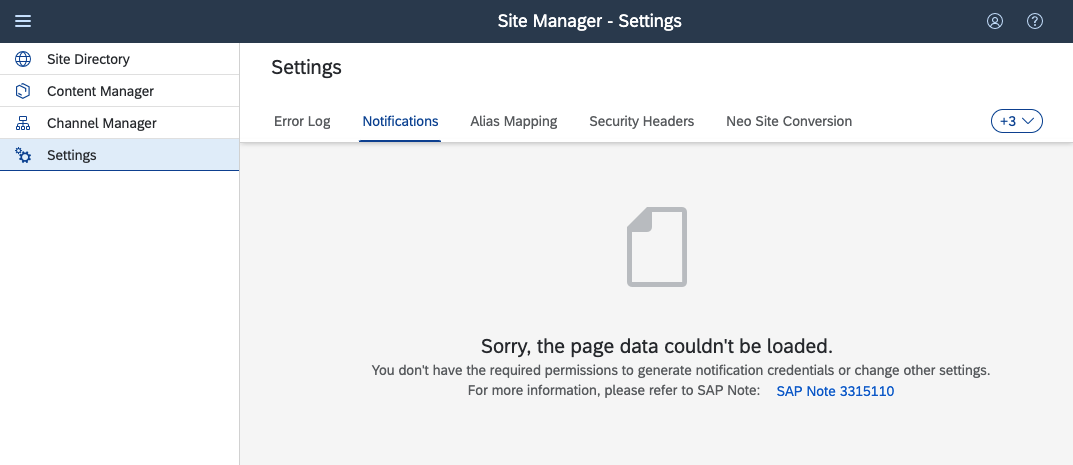 Site Manager - Settings
Site Directory
Content Manager
Channel Manager
Settings
Settings
Error Log
Notifications
Alias Mapping
Security Headers
Neo Site Conversion
+3
Sorry, the page data couldn't be loaded.
You don't have the required permissions to generate notification credentials or change other settings.
For more information, please refer to SAP Note: SAP Note 3315110